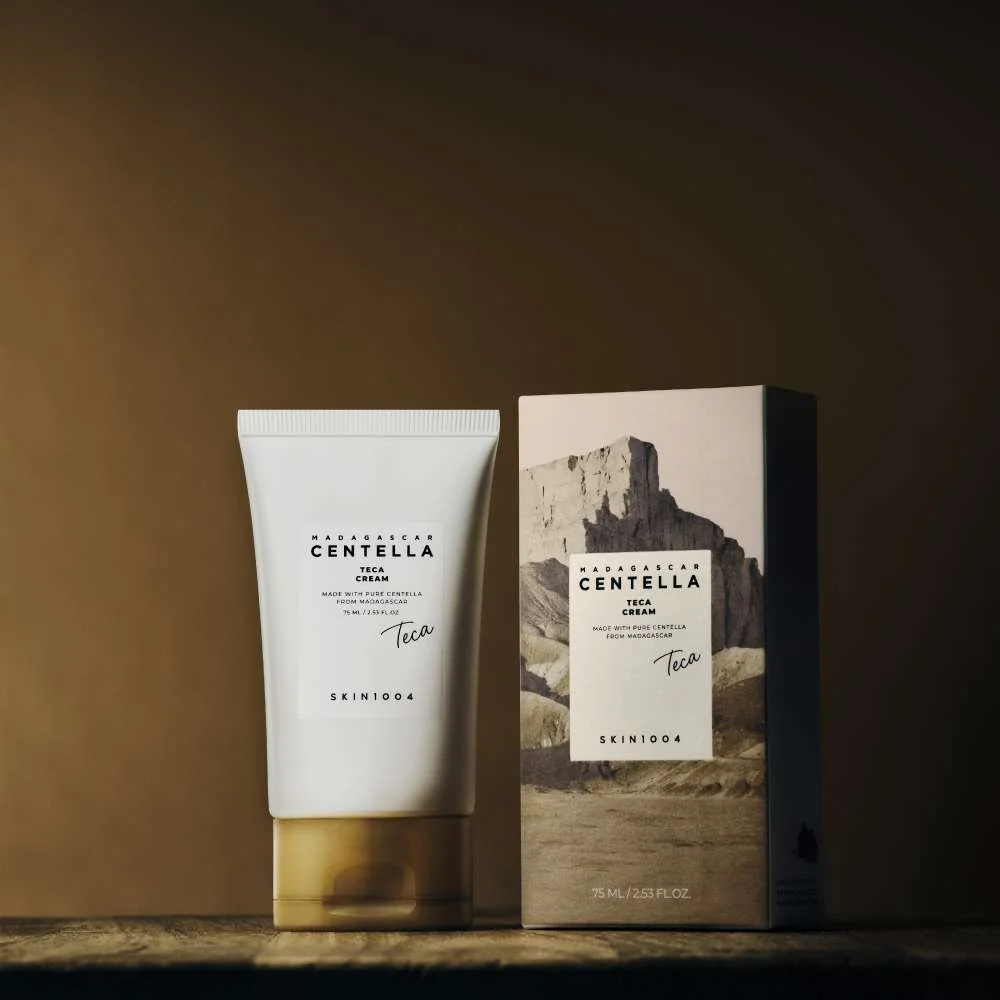 MADAGASCAR
CENTELLA
TECA
CREAM
MADE WITH PURE CENTELLA
FROM MADAGASCAR
75 ML / 2.53 FL.OZ.
Teca
SKIN1004
MADAGASCAR
CENTELLA
TECA
CREAM
MADE WITH PURE CENTELLA
FROM MADAGASCAR
Teca
SKIN1004
75 ML / 2.53 FL.OZ.